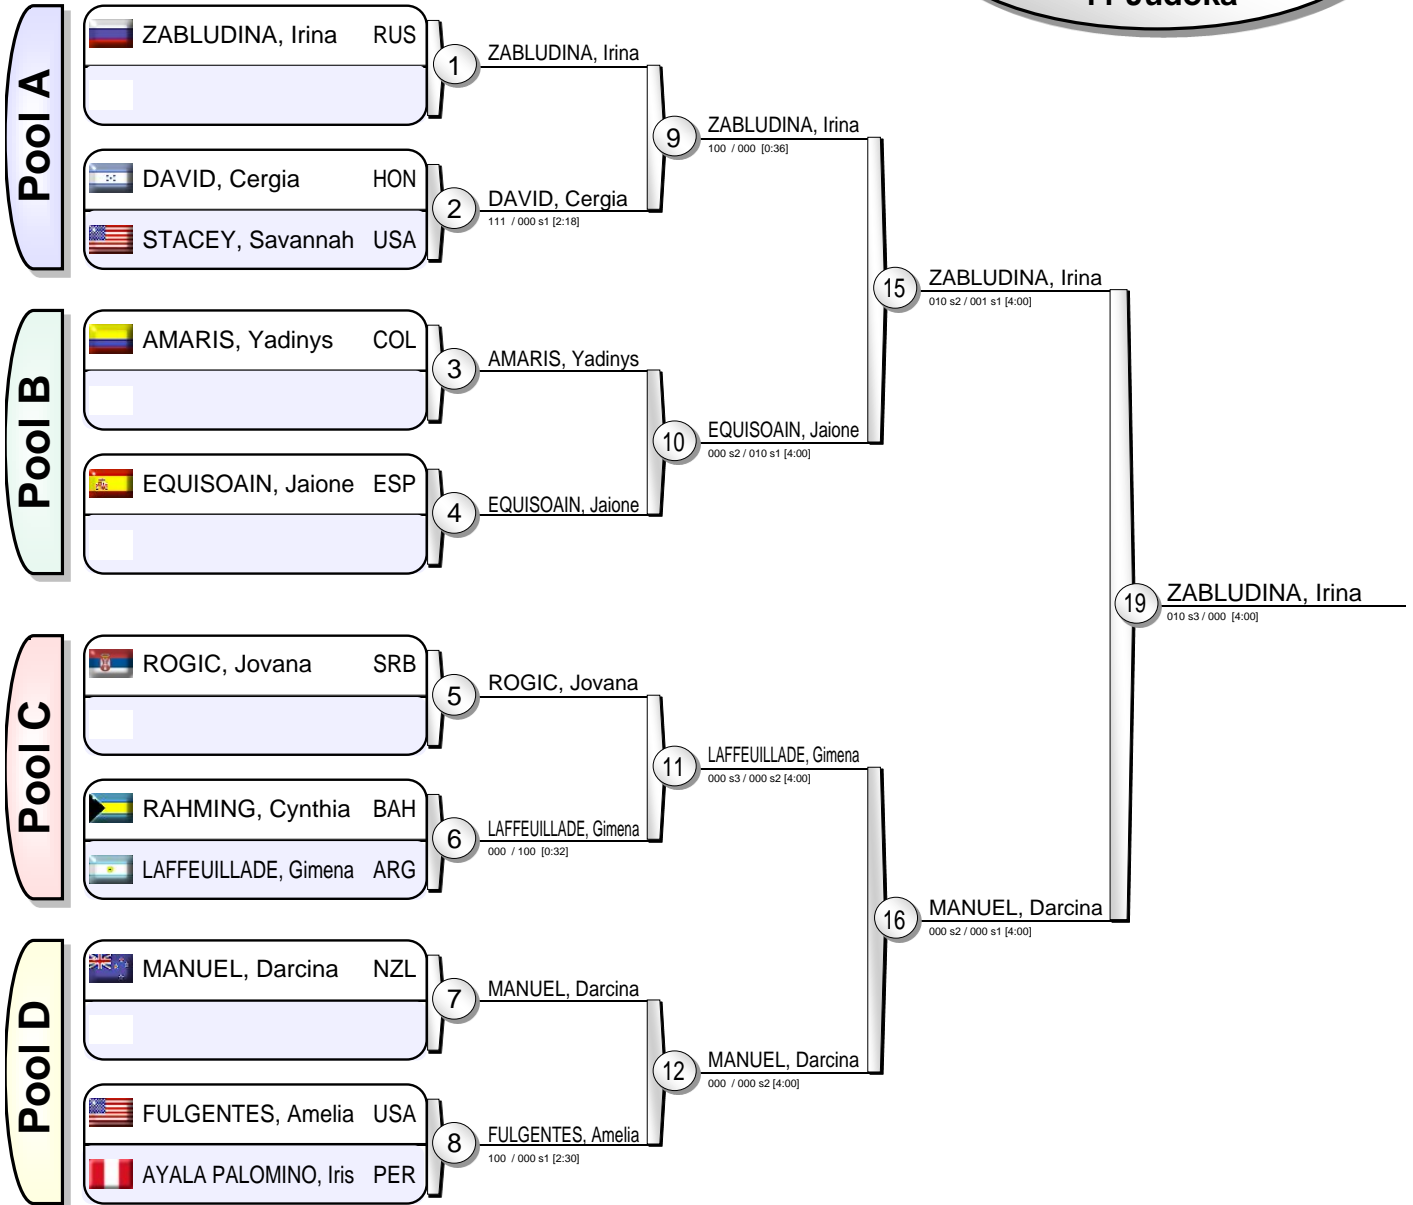 11 Judoka
Pool A
ZABLUDINA, Irina RUS
1
ZABLUDINA, Irina
DAVID, Cergia HON
STACEY, Savannah USA
2
DAVID, Cergia
111 / 000 s1 [2:18]
9
ZABLUDINA, Irina
100 / 000 [0:36]
Pool B
AMARIS, Yadinys COL
3
AMARIS, Yadinys
EQUISOAIN, Jaione ESP
4
EQUISOAIN, Jaione
10
EQUISOAIN, Jaione
000 s2 / 010 s1 [4:00]
15
ZABLUDINA, Irina
010 s2 / 001 s1 [4:00]
Pool C
ROGIC, Jovana SRB
5
ROGIC, Jovana
RAHMING, Cynthia BAH
LAFFEUILLADE, Gimena ARG
6
LAFFEUILLADE, Gimena
000 / 100 [0:32]
11
LAFFEUILLADE, Gimena
000 s3 / 000 s2 [4:00]
Pool D
MANUEL, Darcina NZL
7
MANUEL, Darcina
FULGENTES, Amelia USA
AYALA PALOMINO, Iris PER
8
FULGENTES, Amelia
100 / 000 s1 [2:30]
12
MANUEL, Darcina
000 / 000 s2 [4:00]
16
MANUEL, Darcina
000 s2 / 000 s1 [4:00]
19
ZABLUDINA, Irina
010 s3 / 000 [4:00]